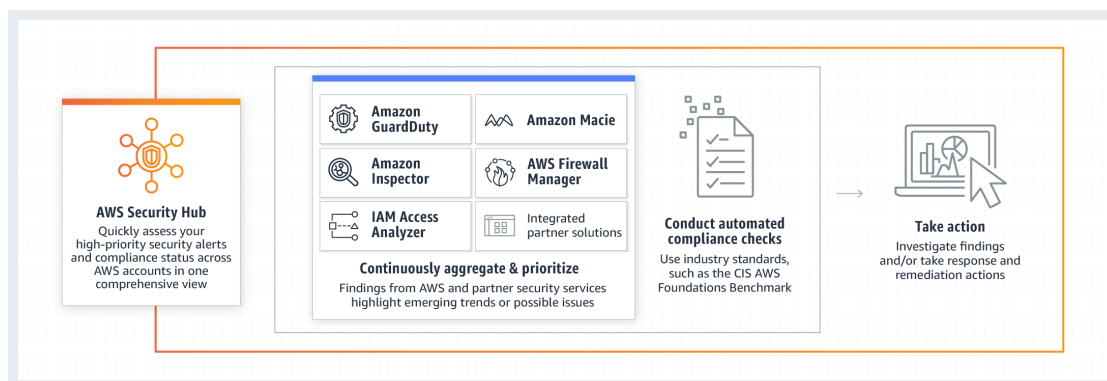 AWS Security Hub
Quickly assess your
high-priority security alerts
and compliance status across
AWS accounts in one
comprehensive view
Amazon
GuardDuty
Amazon Macie
Amazon
Inspector
AWS Firewall
Manager
IAM Access
Analyzer
Integrated
partner solutions
Continuously aggregate & prioritize
Findings from AWS and partner security services
highlight emerging trends or possible issues
Conduct automated
compliance checks
Use industry standards,
such as the CIS AWS
Foundations Benchmark
Take action
Investigate findings
and/or take response and
remediation actions